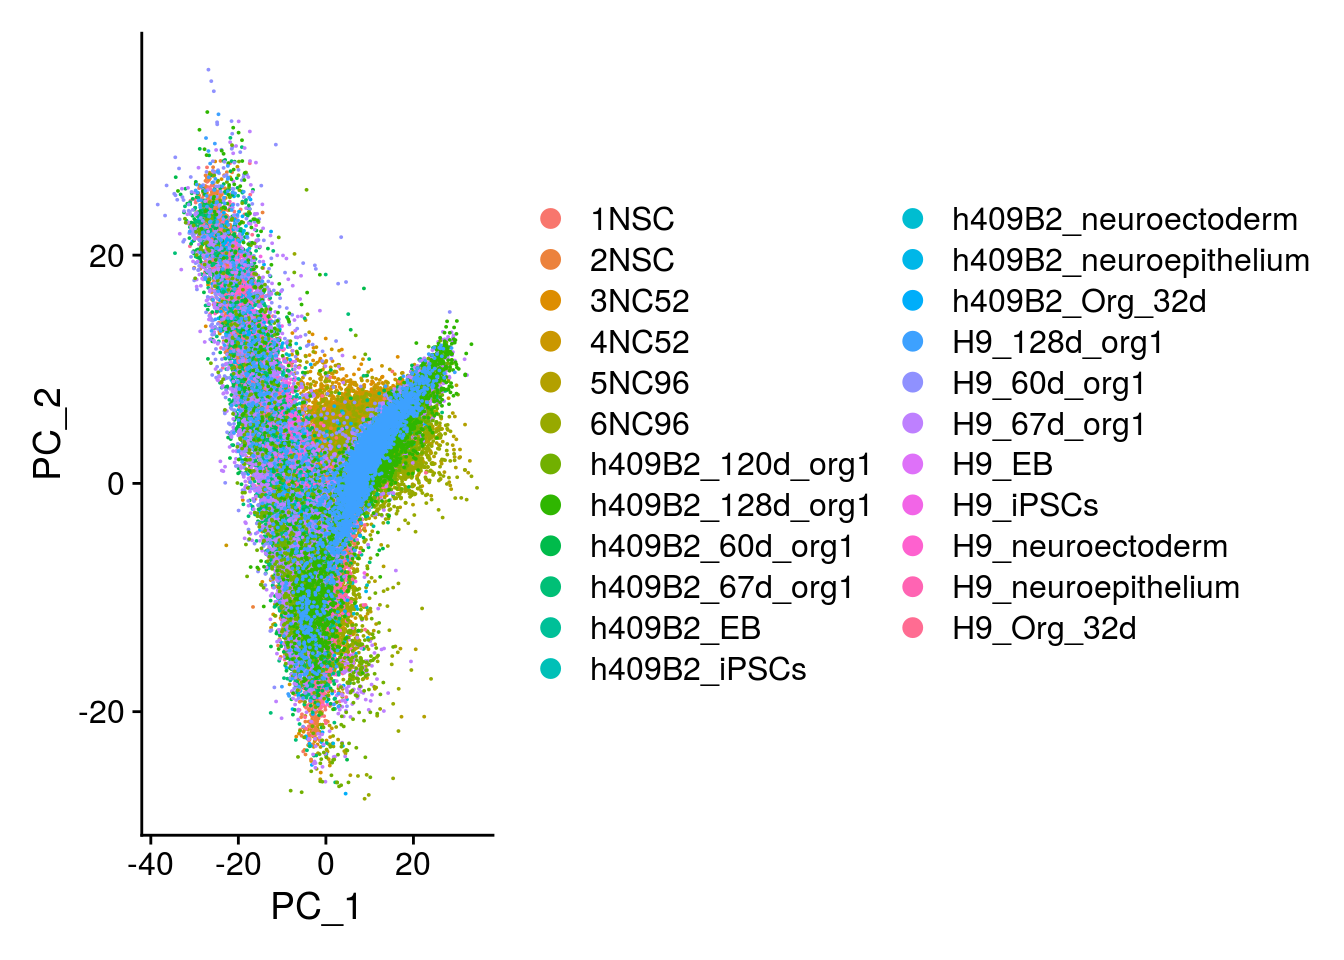 PC_2
20
0
-20
-40
-20
0
20
PC_1
1NSC
2NSC
3NC52
4NC52
5NC96
6NC96
h409B2_120d_org1
h409B2_128d_org1
h409B2_60d_org1
h409B2_67d_org1
h409B2_EB
h409B2_iPSCs
h409B2_neuroectoderm
h409B2_neuroepithelium
h409B2_Org_32d
H9_128d_org1
H9_60d_org1
H9_67d_org1
H9_EB
H9_iPSCs
H9_neuroectoderm
H9_neuroepithelium
H9_Org_32d